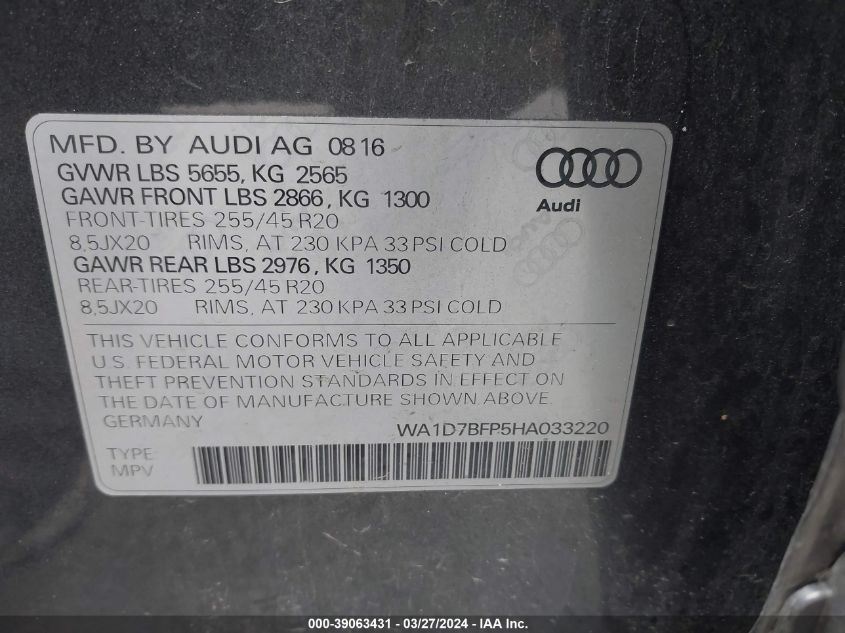 MFD. BY AUDI AG 08 16
GVWR LBS 5655, KG 2565
GAWR FRONT LBS 2866, KG 1300
FRONT-TIRES 255/45 R20
8,5JX20 RIMS, AT 230 KPA 33 PSI COLD
GAWR REAR LBS 2976, KG 1350
REAR-TIRES 255/45 R20
8,5JX20 RIMS, AT 230 KPA 33 PSI COLD
Audi
THIS VEHICLE CONFORMS TO ALL APPLICABLE
U.S. FEDERAL MOTOR VEHICLE SAFETY AND
THEFT PREVENTION STANDARDS IN EFFECT ON
THE DATE OF MANUFACTURE SHOWN ABOVE.
GERMANY WA1D7BFP5HA033220
TYPE:
MPV
000-39063431 - 03/27/2024 - IAA Inc.